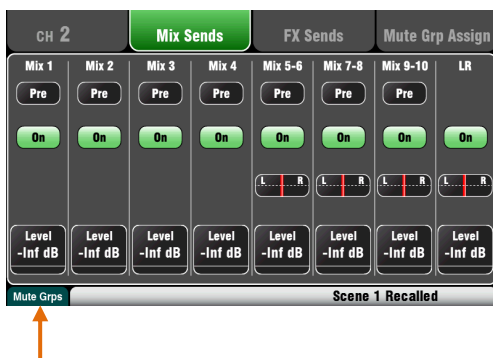 CH 2 Mix Sends FX Sends Mute Grp Assign
Mix 1 Mix 2 Mix 3 Mix 4 Mix 5-6 Mix 7-8 Mix 9-10 LR
Pre Pre Pre Pre Pre Pre Pre
On On On On On On On On
L R L R L R L R
Level Level Level Level Level Level Level Level
-Inf dB -Inf dB -Inf dB -Inf dB -Inf dB -Inf dB -Inf dB -Inf dB
Mute Grps Scene 1 Recalled